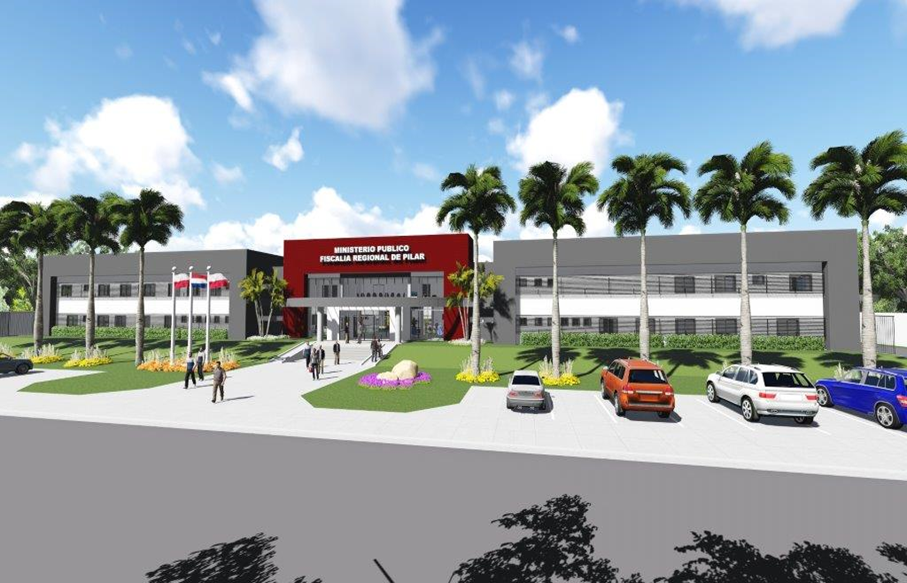 MINISTERIO PUBLICO
FISCALIA REGIONAL DE PILAR